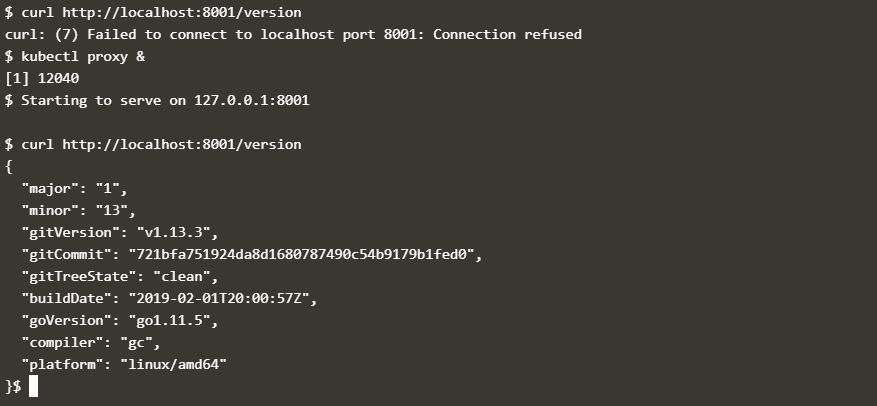 $ curl http://localhost:8001/version
curl: (7) Failed to connect to localhost port 8001: Connection refused
$ kubectl proxy &
[1] 12040
$ Starting to serve on 127.0.0.1:8001
$ curl http://localhost:8001/version
{
  "major": "1",
  "minor": "13",
  "gitVersion": "v1.13.3",
  "gitCommit": "721bfa751924da8d1680787490c54b9179b1fed0",
  "gitTreeState": "clean",
  "buildDate": "2019-02-01T20:00:57Z",
  "goVersion": "go1.11.5",
  "compiler": "gc",
  "platform": "linux/amd64"
}$